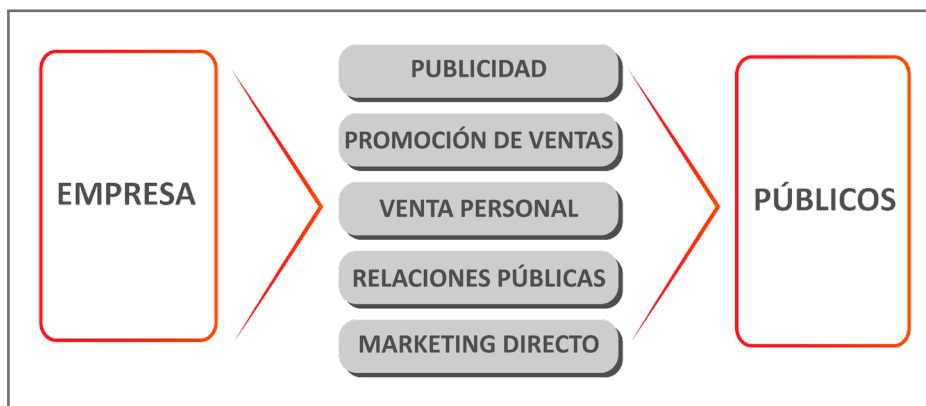 EMPRESA
PUBLICIDAD
PROMOCIÓN DE VENTAS
VENTA PERSONAL
RELACIONES PÚBLICAS
MARKETING DIRECTO
PÚBLICOS